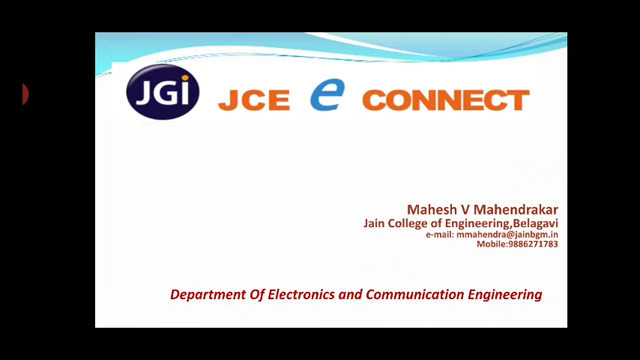 JGi JCE e CONNECT
Mahesh V Mahendrakar
Jain College of Engineering,Belagavi
e-mail: mmahendra@jainbgm.in
Mobile:9886271783
Department Of Electronics and Communication Engineering